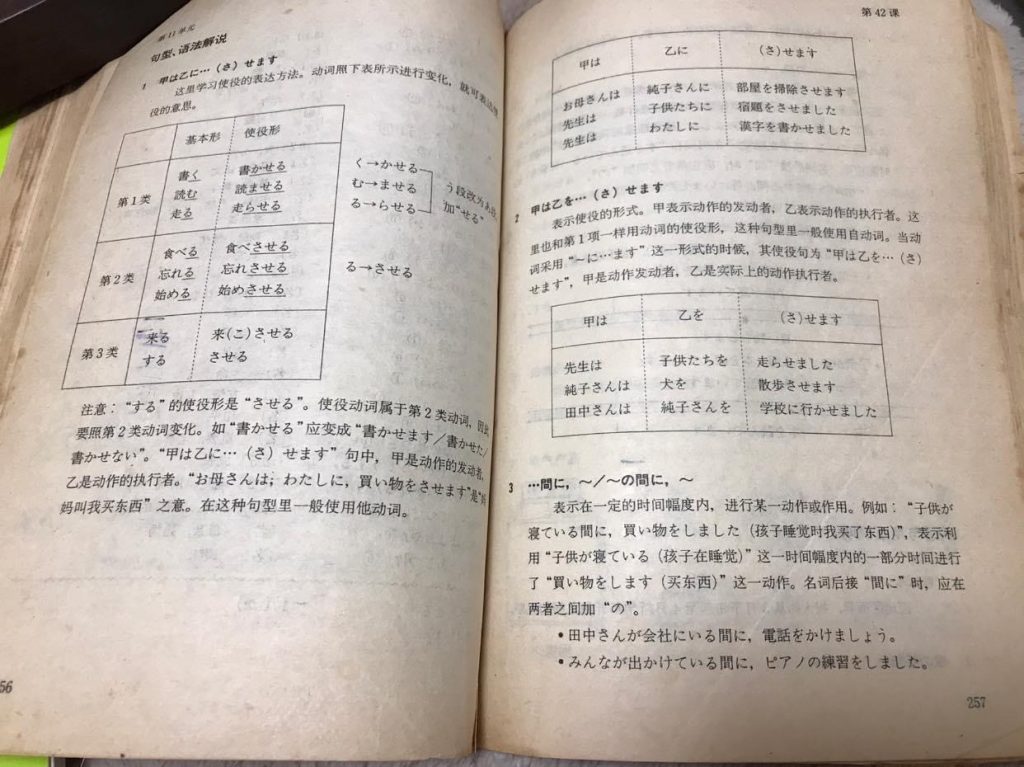 第11单元
句型、语法解说
1 甲は乙に…（さ）せます
这里学习使役的表达方法。动词照下表所示进行变化，就可表达使
役的意思。
基本形 使役形
第1类
書く 書かせる
読む 読ませる
走る 走らせる
く→かせる
む→ませる
る→らせる
う段改为あ段，
加“せる”
第2类
食べる 食べさせる
忘れる 忘れさせる
始める 始めさせる
る→させる
第3类
来る 来(こ)させる
する させる
注意：“する”的使役形是“させる”。使役动词属于第2类动词，因此
要照第2类动词变化。如“書かせる”应变成“書かせます／書かせた／
書かせない”。“甲は乙に…（さ）せます”句中，甲是动作的发动者，
乙是动作的执行者。“お母さんは，わたしに，買い物をさせます”是“妈
妈叫我买东西”之意。在这种句型里一般使用他动词。
56
第42课
甲は 乙に （さ）せます
お母さんは 純子さんに 部屋を掃除させます
先生は 子供たちに 宿題をさせました
先生は わたしに 漢字を書かせました
2 甲は乙を…（さ）せます
表示使役的形式。甲表示动作的发动者，乙表示动作的执行者。这
里也和第1项一样用动词的使役形，这种句型里一般使用自动词。当动
词采用“～に…ます”这一形式的时候，其使役句为“甲は乙を…（さ）
せます”，甲是动作发动者，乙是实际上的动作执行者。
甲は 乙を （さ）せます
先生は 子供たちを 走らせました
純子さんは 犬を 散歩させます
田中さんは 純子さんを 学校に行かせました
3 …間に，～／～の間に，～
表示在一定的时间幅度内，进行某一动作或作用。例如：“子供が
寝ている間に，買い物をしました（孩子睡觉时我买了东西）”，表示利
用“子供が寝ている（孩子在睡觉）”这一时间幅度内的一部分时间进行
了“買い物をします（买东西）”这一动作。名词后接“間に”时，应在
两者之间加“の”。
•田中さんが会社にいる間に，電話をかけましょう。
•みんなが出かけている間に，ピアノの練習をしました。
257